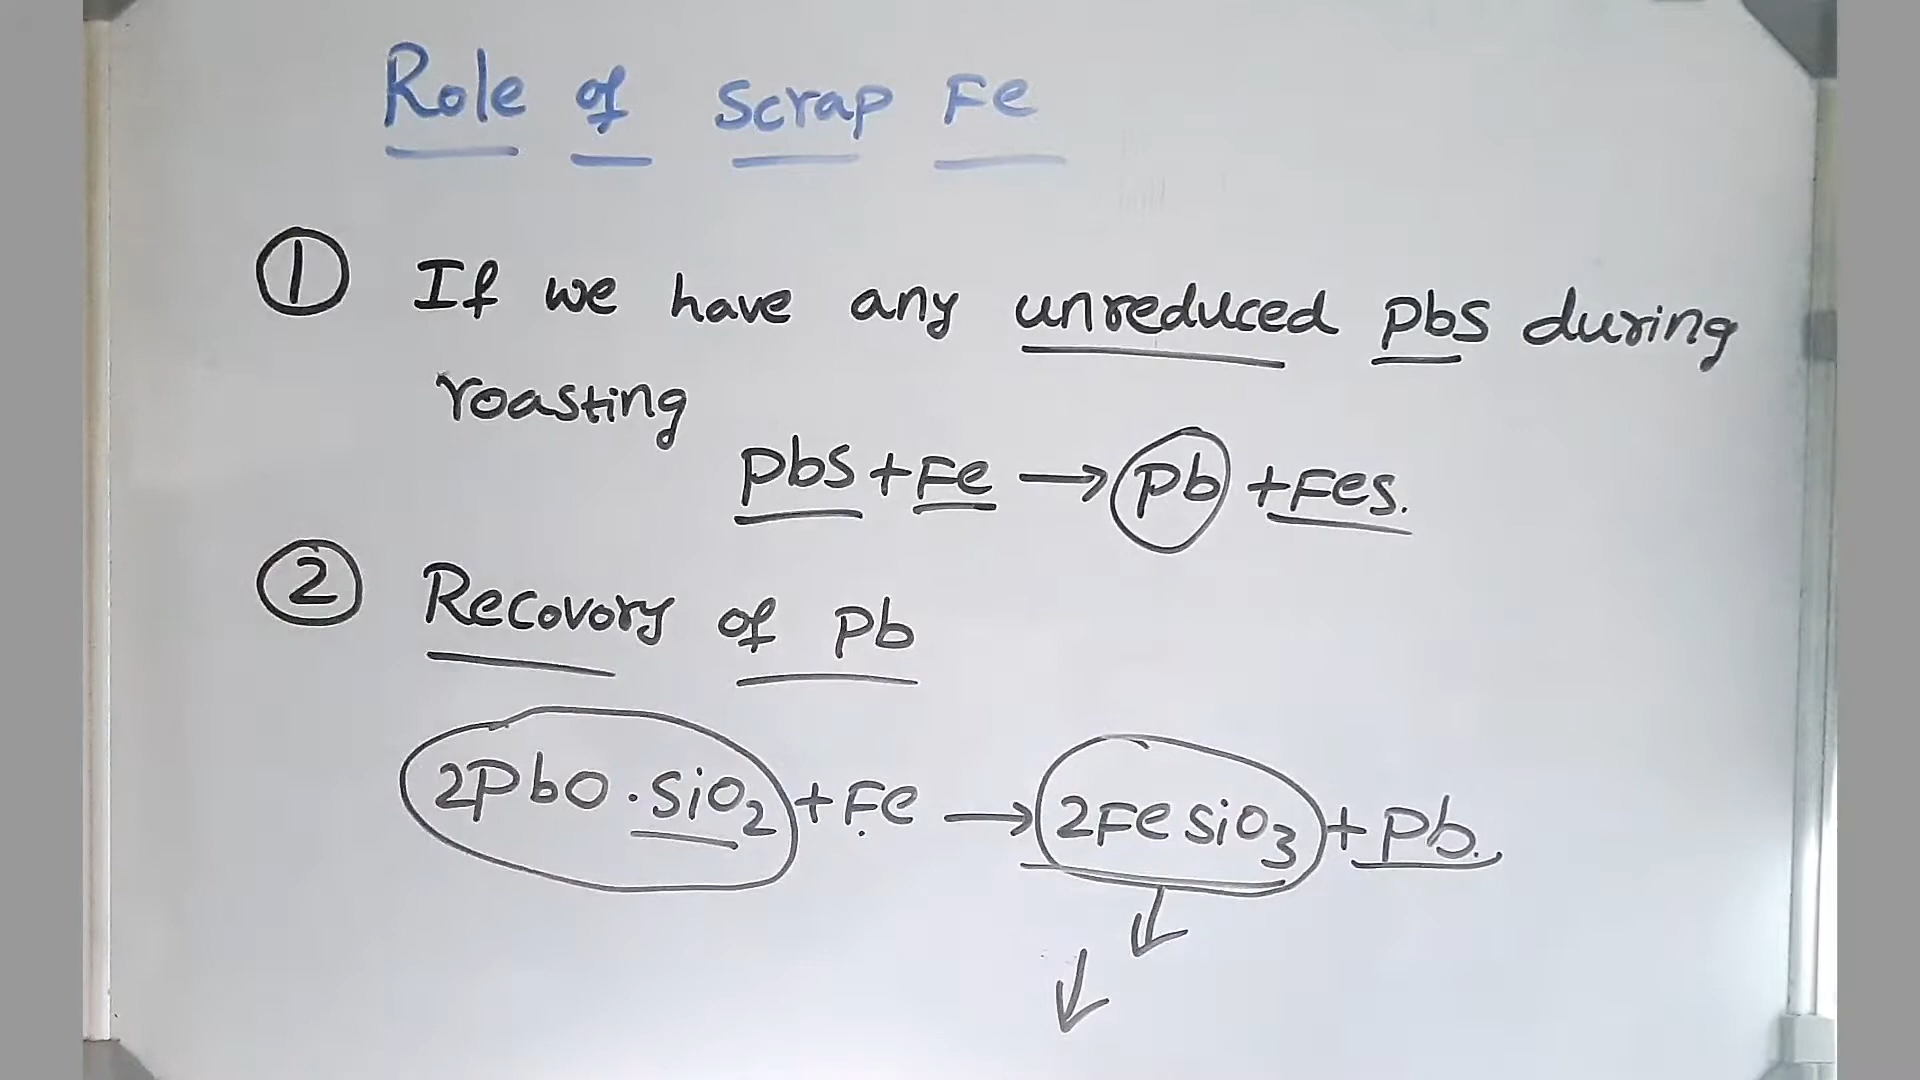 Role of scrap Fe
① If we have any unreduced pbs during
roasting
pbs + Fe → pb + Fes.
② Recovory of pb
2PbO·SiO₂ + Fe → 2FeSiO₃ + Pb.